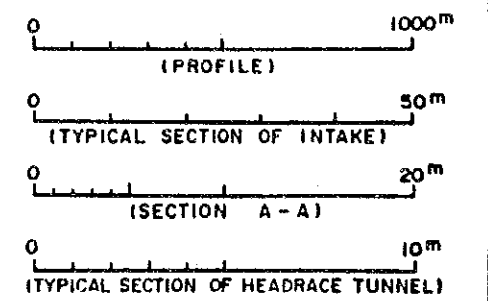 0 1000m
(PROFILE)
0 50m
(TYPICAL SECTION OF INTAKE)
0 20m
(SECTION A-A)
0 10m
(TYPICAL SECTION OF HEADRACE TUNNEL)